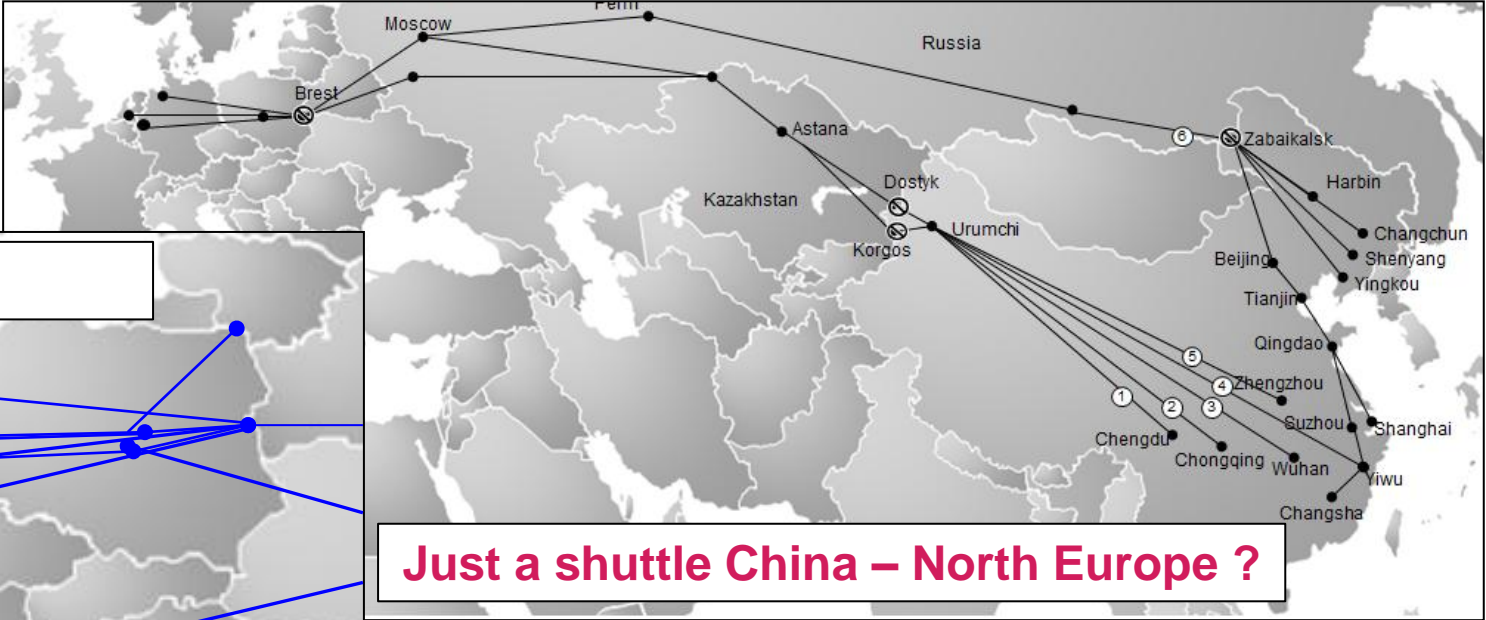 Perm
Moscow
Russia
Brest
Astana
6
Zabaikalsk
Dostyk
Harbin
Kazakhstan
Urumchi
Changchun
Korgos
Beijing
Shenyang
Yingkou
Tianjin
Qingdao
5
4
Zhengzhou
1
2
3
Suzhou
Shanghai
Chengdu
Chongqing
Wuhan
Yiwu
Changsha
Just a shuttle China – North Europe ?